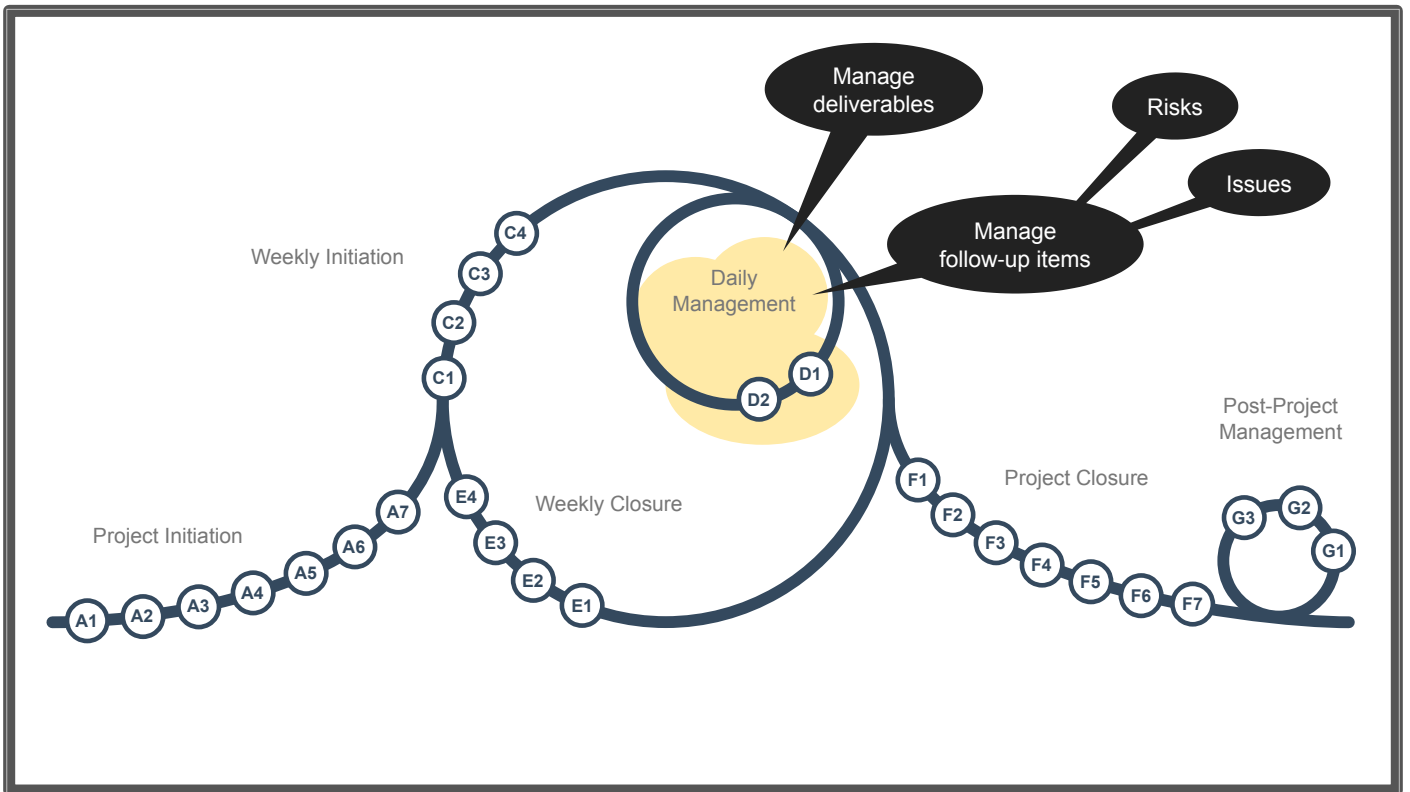 Manage
deliverables
Risks
Issues
Manage
follow-up items
Weekly Initiation
Daily
Management
C4
C3
C2
C1
D1
D2
Post-Project
Management
Project Closure
Weekly Closure
Project Initiation
A1
A2
A3
A4
A5
A6
A7
E4
E3
E2
E1
F1
F2
F3
F4
F5
F6
F7
G3
G2
G1